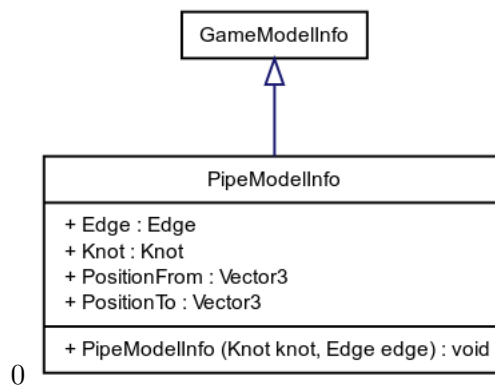 GameModelInfo
PipeModelInfo
+ Edge : Edge
+ Knot : Knot
+ PositionFrom : Vector3
+ PositionTo : Vector3
+ PipeModelInfo (Knot knot, Edge edge) : void
0